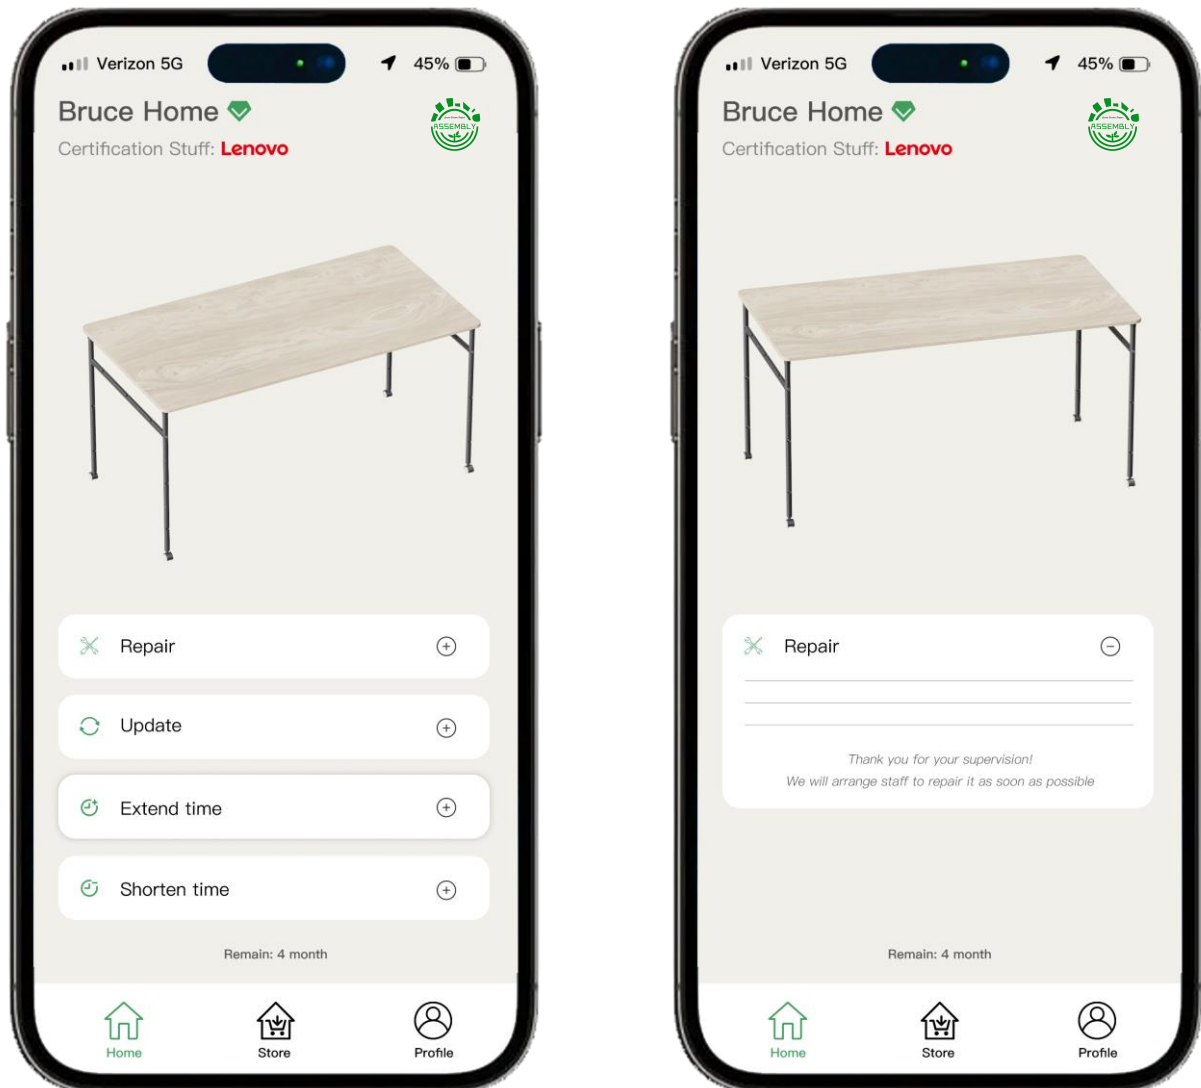 Verizon 5G 45%
Bruce Home
ASSEMBLY
Certification Stuff: Lenovo
Repair
Update
Extend time
Shorten time
Remain: 4 month
Home Store Profile
Verizon 5G 45%
Bruce Home
ASSEMBLY
Certification Stuff: Lenovo
Repair
Thank you for your supervision!
We will arrange staff to repair it as soon as possible
Remain: 4 month
Home Store Profile